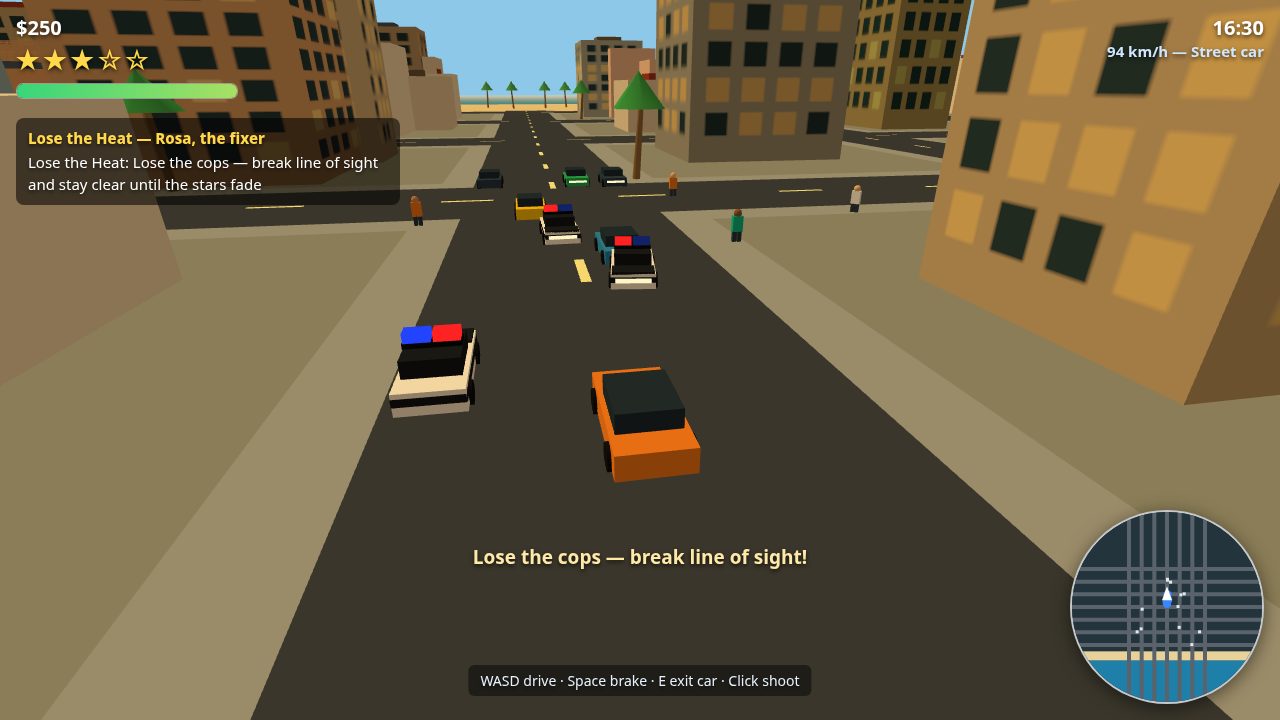 $250
16:30
94 km/h — Street car
Lose the Heat — Rosa, the fixer
Lose the Heat: Lose the cops — break line of sight
and stay clear until the stars fade
Lose the cops — break line of sight!
WASD drive · Space brake · E exit car · Click shoot